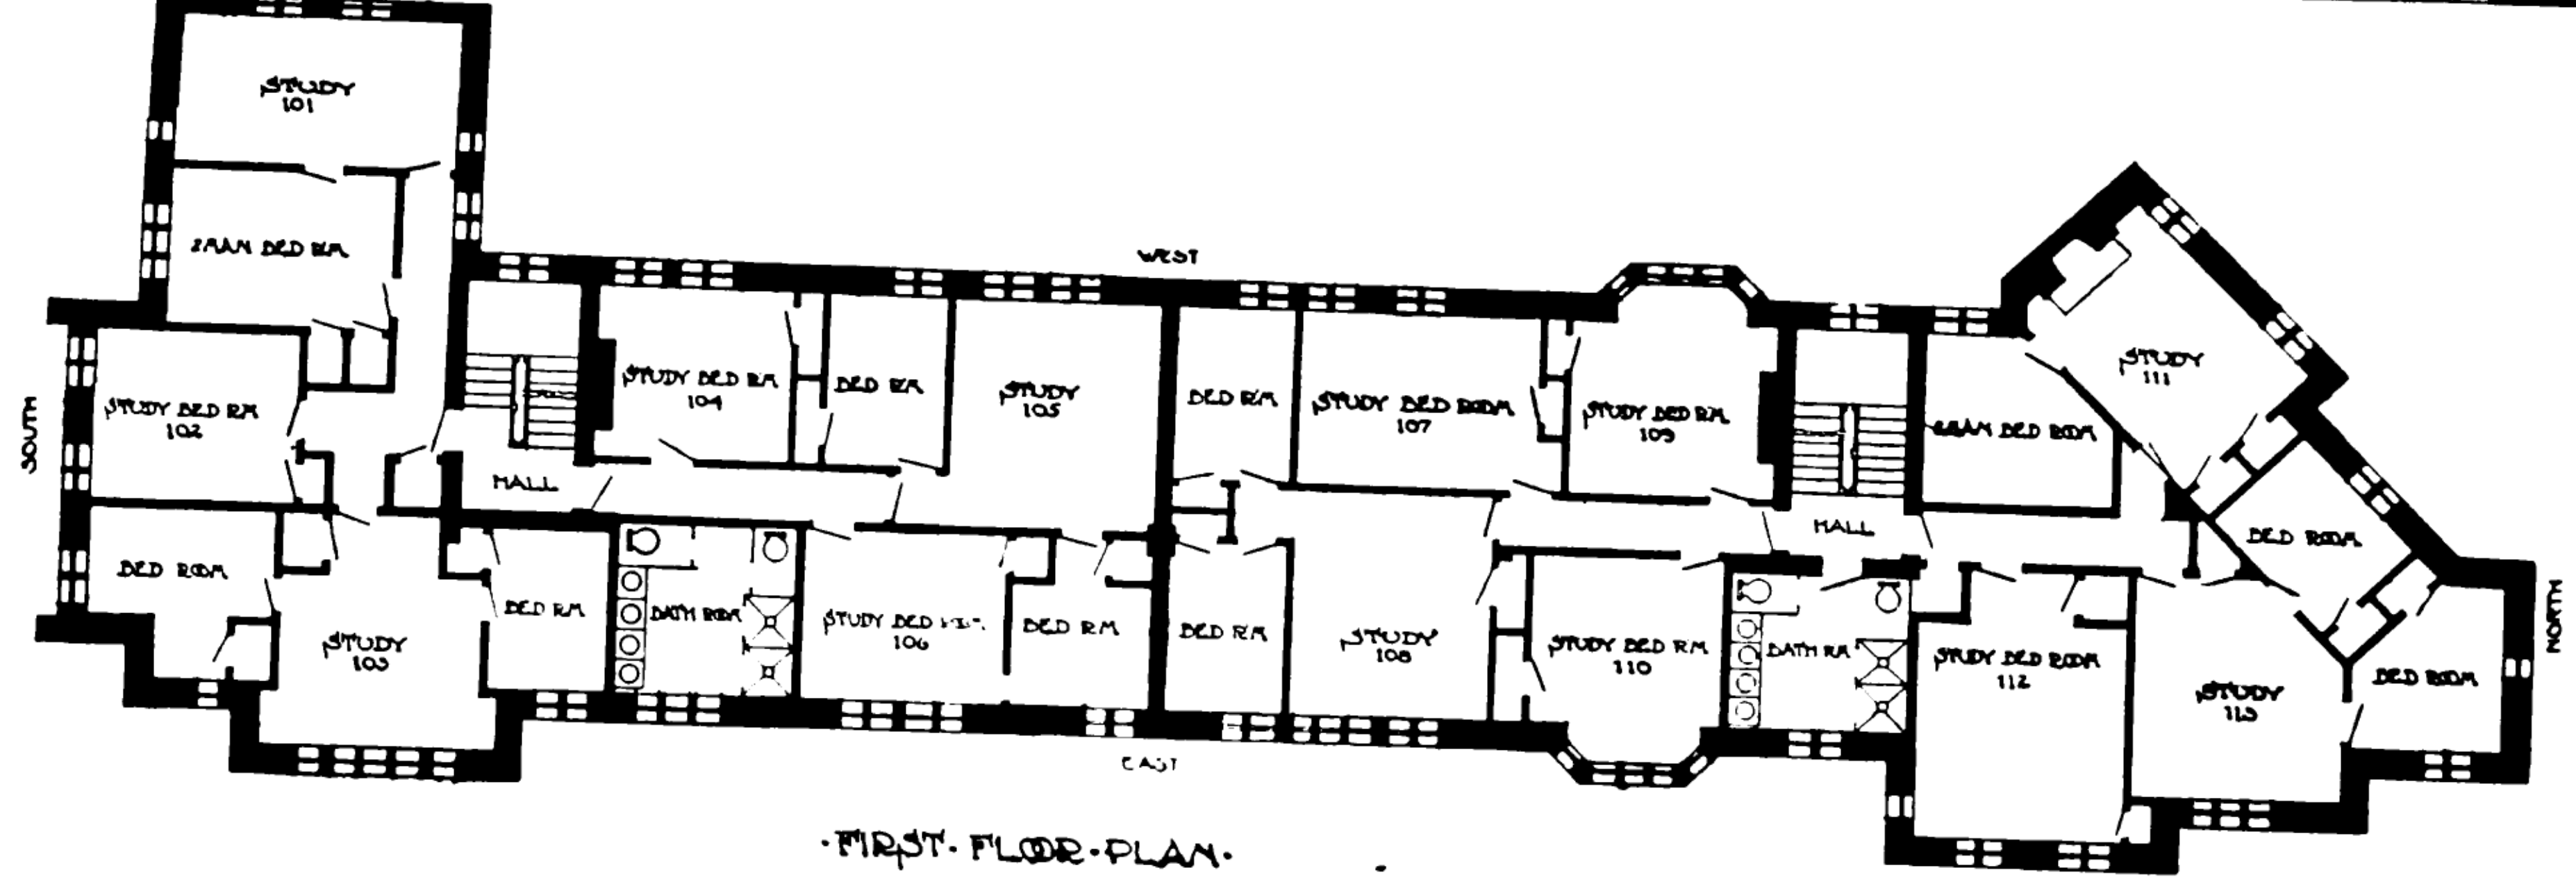 STUDY
101
2 MAN BED RM
WEST
STUDY BED RM
102
SOUTH
STUDY BED RM
104
BED RM
STUDY
105
BED RM
STUDY BED ROOM
107
STUDY BED RM
109
MAN BED ROOM
STUDY
111
HALL
HALL
BED ROOM
BED ROOM
STUDY
103
BED RM
BATH ROOM
STUDY BED
106
BED RM
BED RM
STUDY
108
STUDY BED RM
110
BATH RM
STUDY BED ROOM
112
STUDY
113
BED ROOM
NORTH
EAST
·FIRST·FLOOR·PLAN·